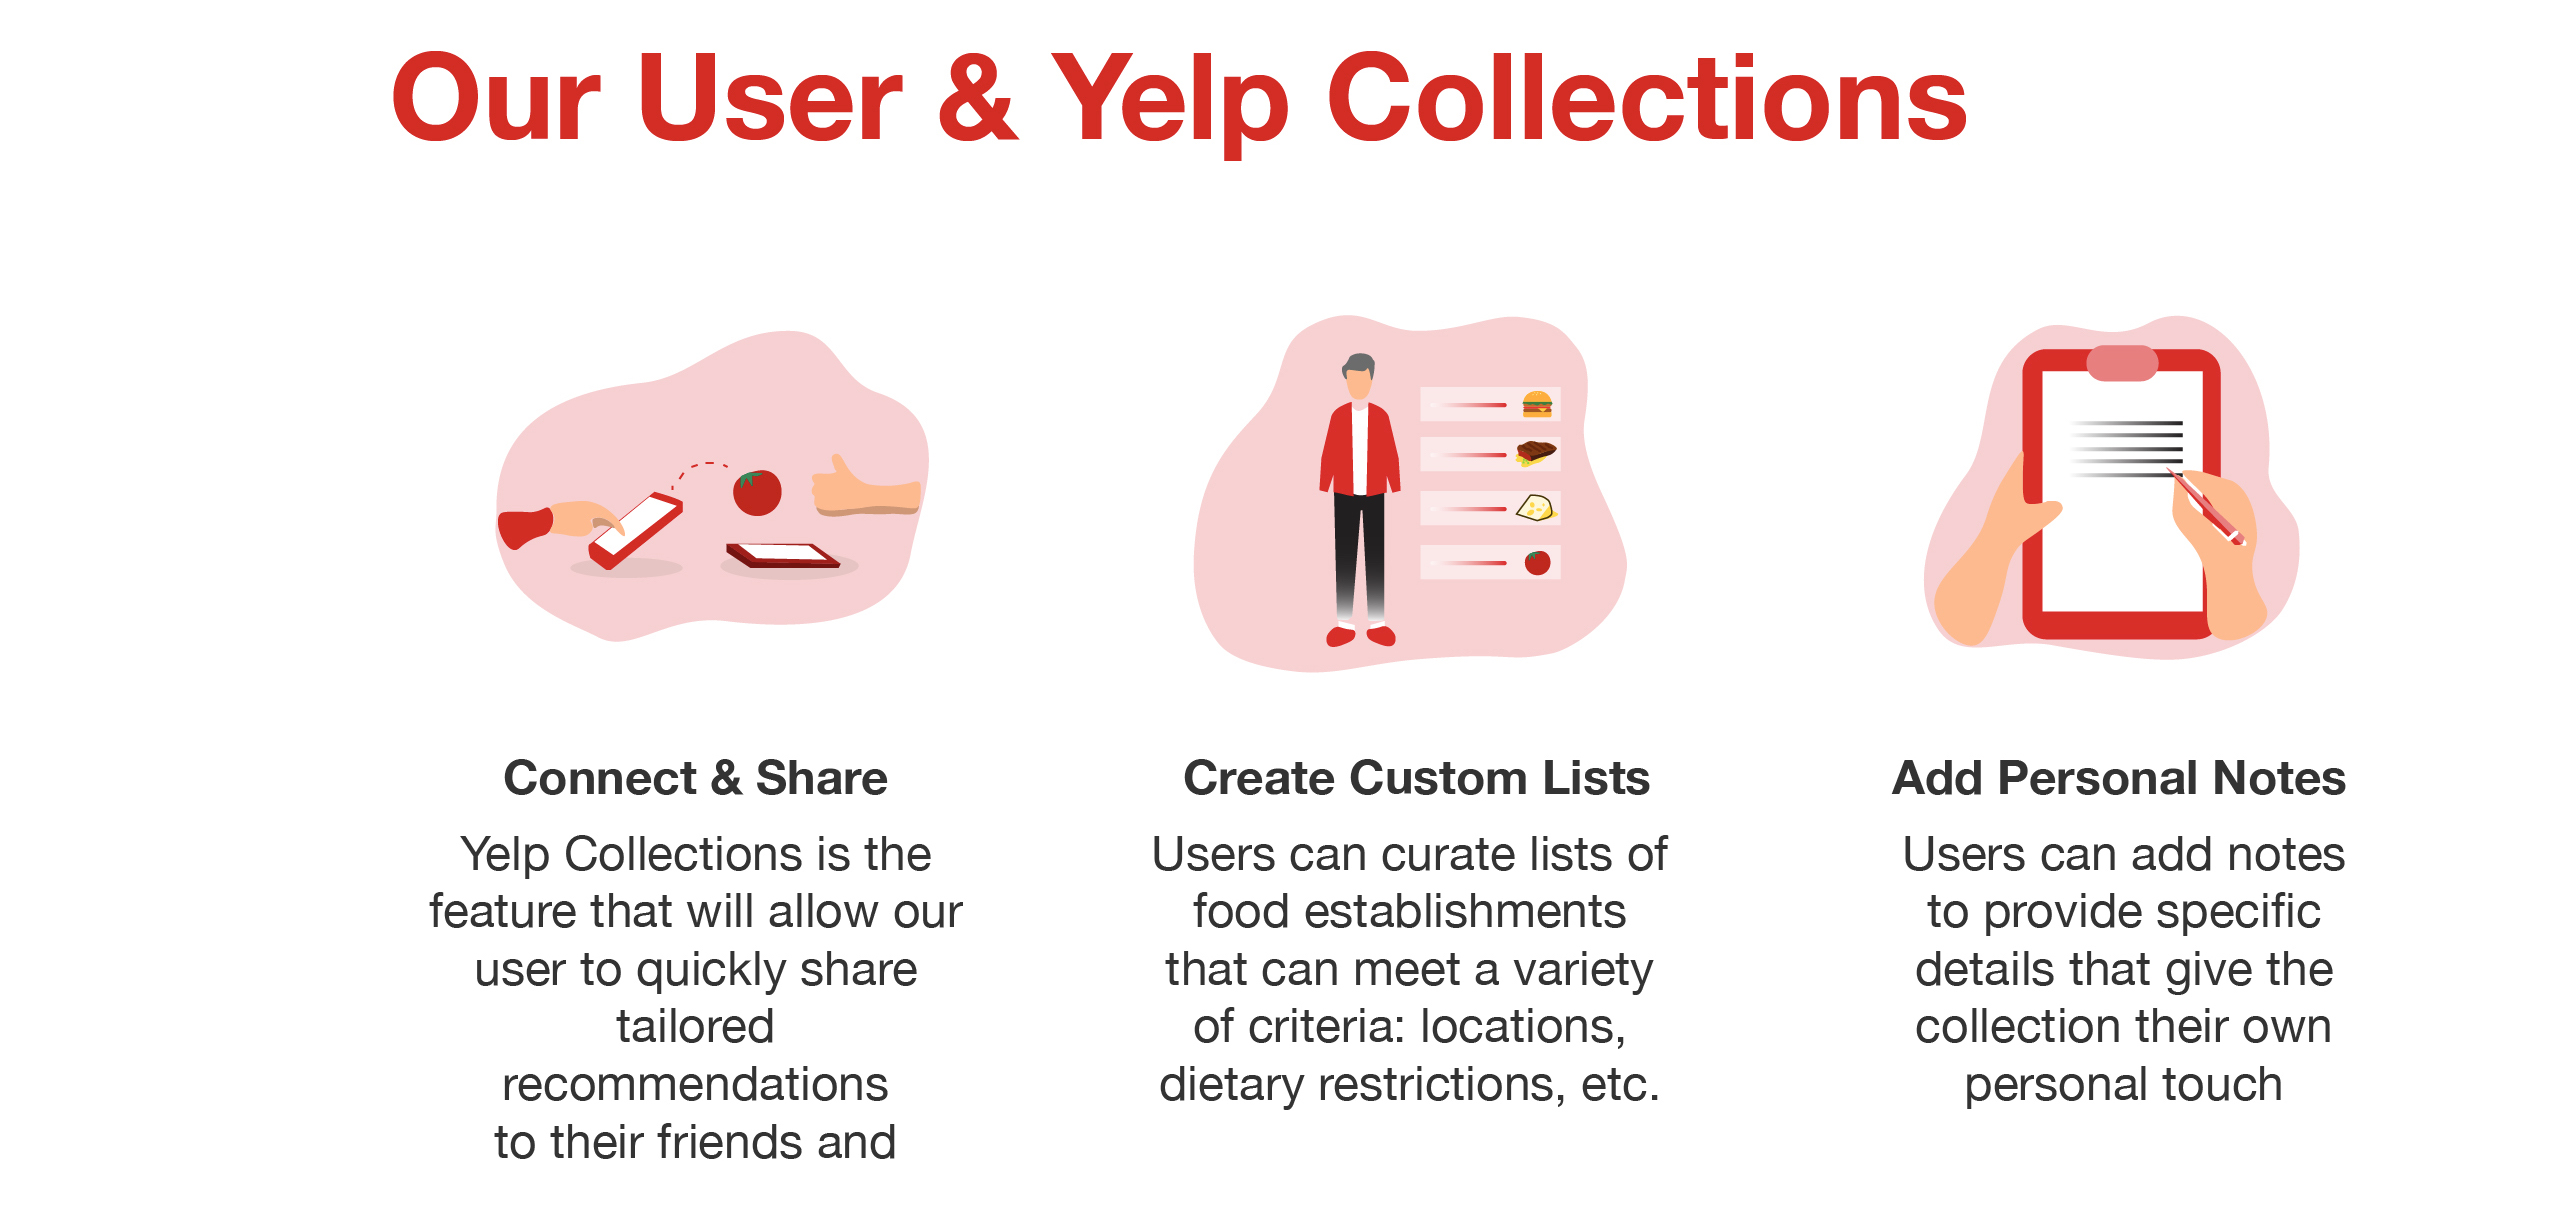 Our User & Yelp Collections
Connect & Share
Yelp Collections is the
feature that will allow our
user to quickly share
tailored
recommendations
to their friends and
Create Custom Lists
Users can curate lists of
food establishments
that can meet a variety
of criteria: locations,
dietary restrictions, etc.
Add Personal Notes
Users can add notes
to provide specific
details that give the
collection their own
personal touch